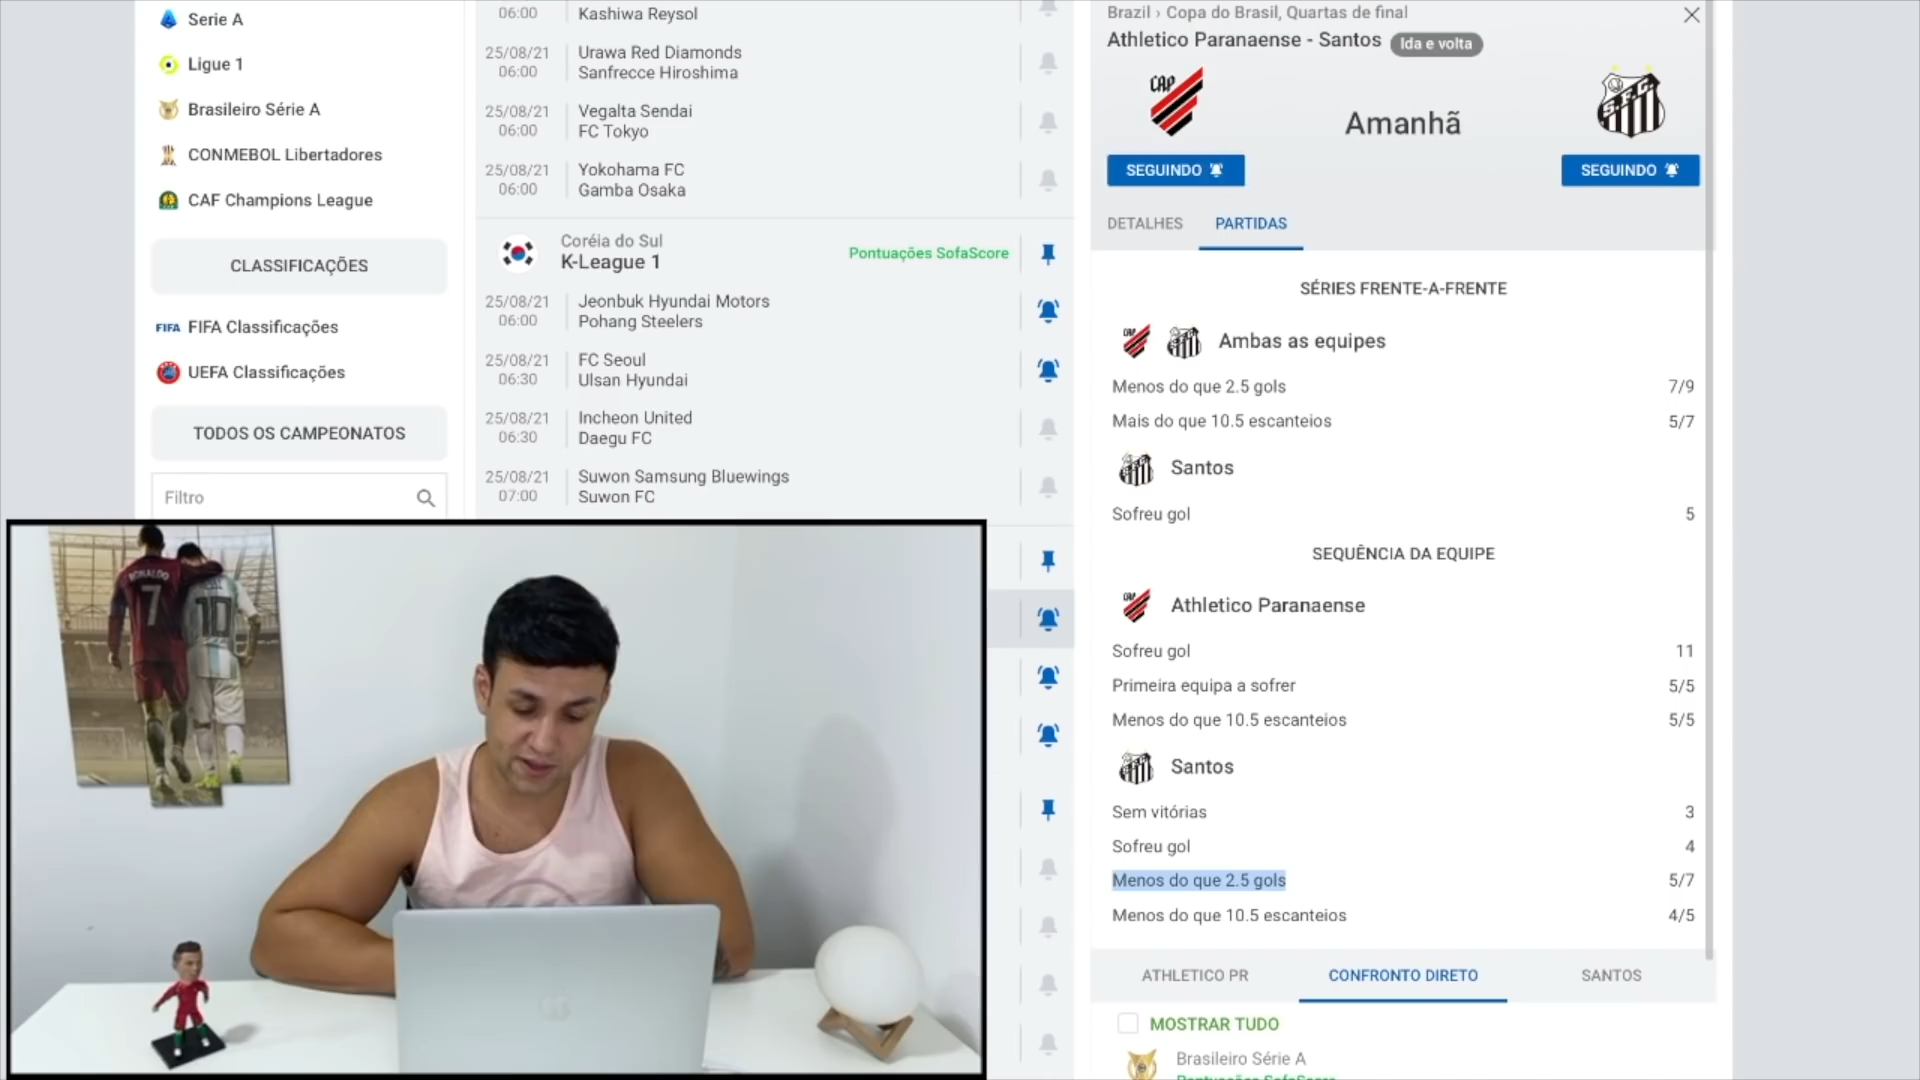 Serie A
Ligue 1
Brasileiro Série A
CONMEBOL Libertadores
CAF Champions League
CLASSIFICAÇÕES
FIFA FIFA Classificações
UEFA Classificações
TODOS OS CAMPEONATOS
Filtro
06:00 Kashiwa Reysol
25/08/21 Urawa Red Diamonds
06:00 Sanfrecce Hiroshima
25/08/21 Vegalta Sendai
06:00 FC Tokyo
25/08/21 Yokohama FC
06:00 Gamba Osaka
Coréia do Sul
K-League 1
Pontuações SofaScore
25/08/21 Jeonbuk Hyundai Motors
06:00 Pohang Steelers
25/08/21 FC Seoul
06:30 Ulsan Hyundai
25/08/21 Incheon United
06:30 Daegu FC
25/08/21 Suwon Samsung Bluewings
07:00 Suwon FC
RONALDO
7
10
Brazil › Copa do Brasil, Quartas de final
Athletico Paranaense - Santos Ida e volta
CAP
Amanhã
S.F.C
SEGUINDO
SEGUINDO
DETALHES PARTIDAS
SÉRIES FRENTE-A-FRENTE
Ambas as equipes
Menos do que 2.5 gols 7/9
Mais do que 10.5 escanteios 5/7
Santos
Sofreu gol 5
SEQUÊNCIA DA EQUIPE
Athletico Paranaense
Sofreu gol 11
Primeira equipa a sofrer 5/5
Menos do que 10.5 escanteios 5/5
Santos
Sem vitórias 3
Sofreu gol 4
Menos do que 2.5 gols 5/7
Menos do que 10.5 escanteios 4/5
ATHLETICO PR CONFRONTO DIRETO SANTOS
MOSTRAR TUDO
Brasileiro Série A
Pontuações SofaScore